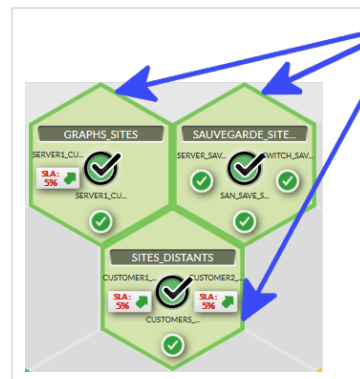 GRAPHS_SITES
SAUVEGARDE_SITE...
SERVER1_CU...
SLA:
5%
SERVER1_CU...
SERVER_SAV...
SWITCH_SAV...
SAN_SAVE_S...
SITES_DISTANTS
CUSTOMER1_...
CUSTOMER2_...
SLA:
5%
SLA:
5%
CUSTOMERS_...